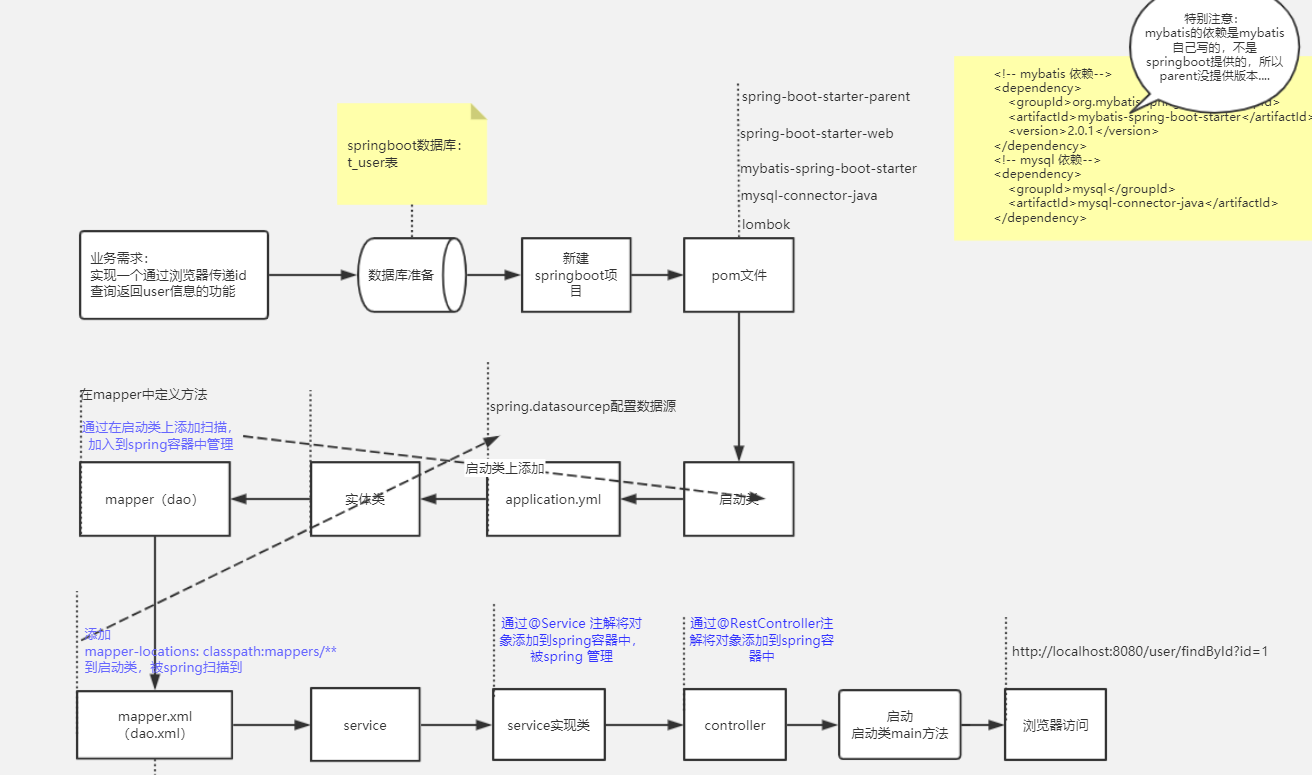 特别注意：
mybatis的依赖是mybatis
自己写的，不是
springboot提供的，所以
parent没提供版本....
<!-- mybatis 依赖-->
<dependency>
<groupId>org.mybatis
<artifactId>mybatis-spring-boot-starter</artifactId>
<version>2.0.1</version>
</dependency>
<!-- mysql 依赖-->
<dependency>
<groupId>mysql</groupId>
<artifactId>mysql-connector-java</artifactId>
</dependency>
spring-boot-starter-parent
spring-boot-starter-web
mybatis-spring-boot-starter
mysql-connector-java
lombok
springboot数据库：
t_user表
业务需求：
实现一个通过浏览器传递id
查询返回user信息的功能
数据库准备
新建
springboot项
目
pom文件
在mapper中定义方法
通过在启动类上添加扫描，
加入到spring容器中管理
spring.datasourcep配置数据源
启动类上添加
mapper（dao）
实体类
application.yml
启动类
添加
mapper-locations: classpath:mappers/**
到启动类，被spring扫描到
通过@Service 注解将对
象添加到spring容器中，
被spring 管理
通过@RestController注
解将对象添加到spring容
器中
http://localhost:8080/user/findById?id=1
mapper.xml
（dao.xml）
service
service实现类
controller
启动
启动类main方法
浏览器访问